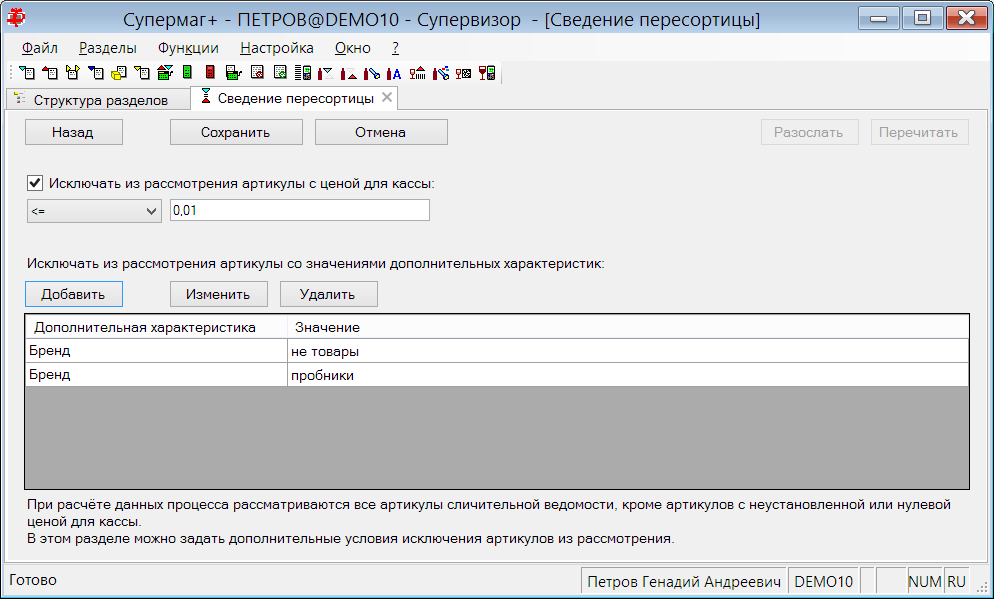 Супермаг+ - ПЕТРОВ@DEMO10 - Супервизор - [Сведение пересортицы]
Файл Разделы Функции Настройка Окно ?
Структура разделов Сведение пересортицы
Назад Сохранить Отмена Разослать Перечитать
Исключать из рассмотрения артикулы с ценой для кассы:
<= 0,01
Исключать из рассмотрения артикулы со значениями дополнительных характеристик:
Добавить Изменить Удалить
Дополнительная характеристика Значение
Бренд не товары
Бренд пробники
При расчёте данных процесса рассматриваются все артикулы сличительной ведомости, кроме артикулов с неустановленной или нулевой
ценой для кассы.
В этом разделе можно задать дополнительные условия исключения артикулов из рассмотрения.
Готово Петров Генадий Андреевич DEMO10 NUM RU